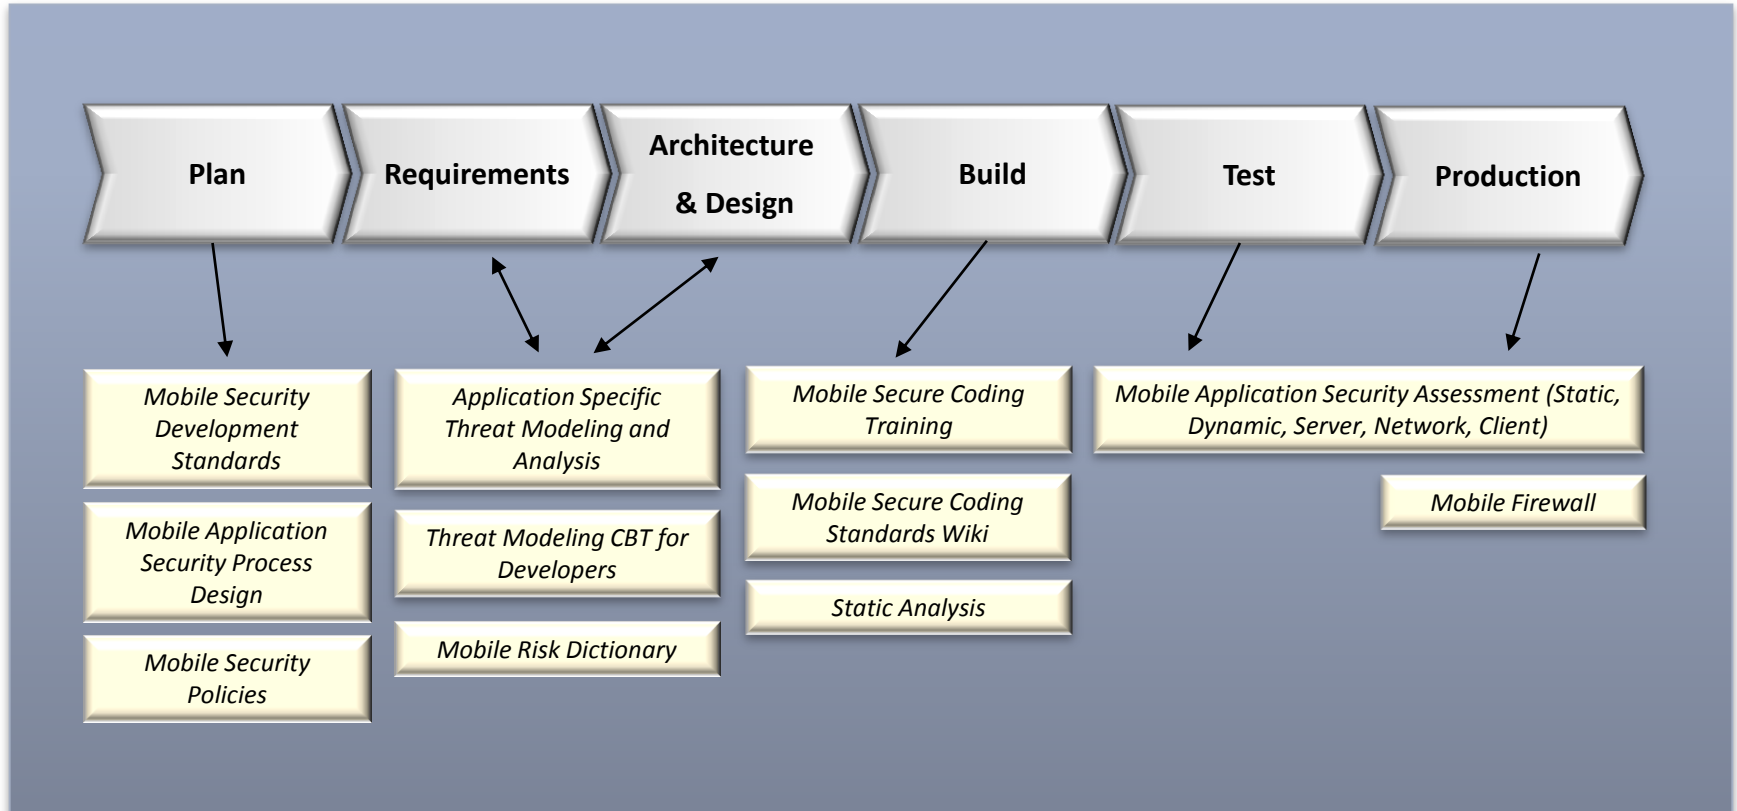 Plan
Requirements
Architecture
& Design
Build
Test
Production
Mobile Security
Development
Standards
Mobile Application
Security Process
Design
Mobile Security
Policies
Application Specific
Threat Modeling and
Analysis
Threat Modeling CBT for
Developers
Mobile Risk Dictionary
Mobile Secure Coding
Training
Mobile Secure Coding
Standards Wiki
Static Analysis
Mobile Application Security Assessment (Static,
Dynamic, Server, Network, Client)
Mobile Firewall